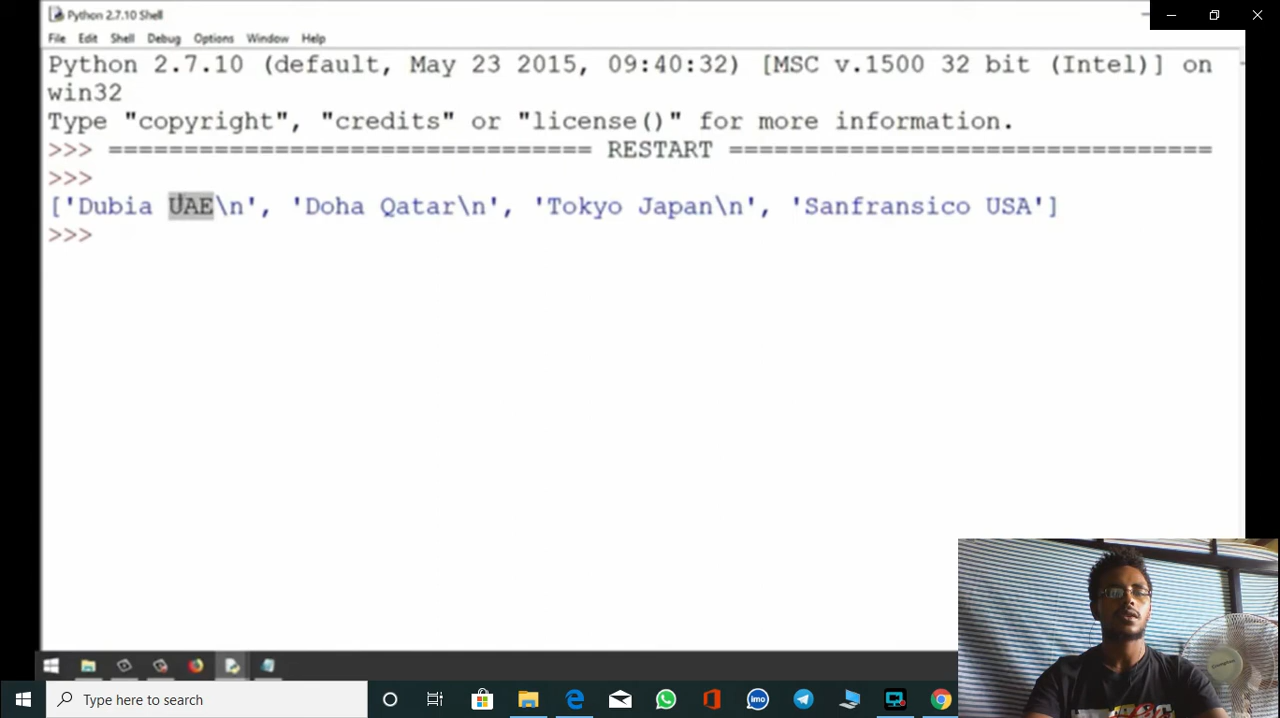 Python 2.7.10 Shell
File Edit Shell Debug Options Window Help
Python 2.7.10 (default, May 23 2015, 09:40:32) [MSC v.1500 32 bit (Intel)] on
win32
Type "copyright", "credits" or "license()" for more information.
>>> ================================ RESTART ================================
>>>
['Dubia UAE\n', 'Doha Qatar\n', 'Tokyo Japan\n', 'Sanfransico USA']
>>>
Type here to search
imo